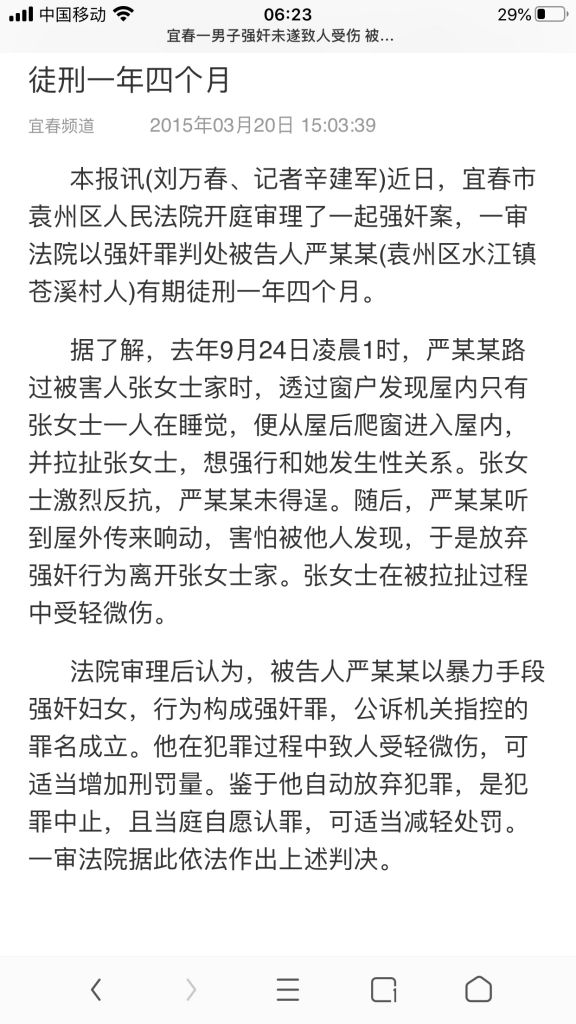 中国移动 06:23 29%
宜春一男子强奸未遂致人受伤 被...
徒刑一年四个月
宜春频道 2015年03月20日 15:03:39
本报讯(刘万春、记者辛建军)近日，宜春市
袁州区人民法院开庭审理了一起强奸案，一审
法院以强奸罪判处被告人严某某(袁州区水江镇
苍溪村人)有期徒刑一年四个月。
据了解，去年9月24日凌晨1时，严某某路
过被害人张女士家时，透过窗户发现屋内只有
张女士一人在睡觉，便从屋后爬窗进入屋内，
并拉扯张女士，想强行和她发生性关系。张女
士激烈反抗，严某某未得逞。随后，严某某听
到屋外传来响动，害怕被他人发现，于是放弃
强奸行为离开张女士家。张女士在被拉扯过程
中受轻微伤。
法院审理后认为，被告人严某某以暴力手段
强奸妇女，行为构成强奸罪，公诉机关指控的
罪名成立。他在犯罪过程中致人受轻微伤，可
适当增加刑罚量。鉴于他自动放弃犯罪，是犯
罪中止，且当庭自愿认罪，可适当减轻处罚。
一审法院据此依法作出上述判决。
1